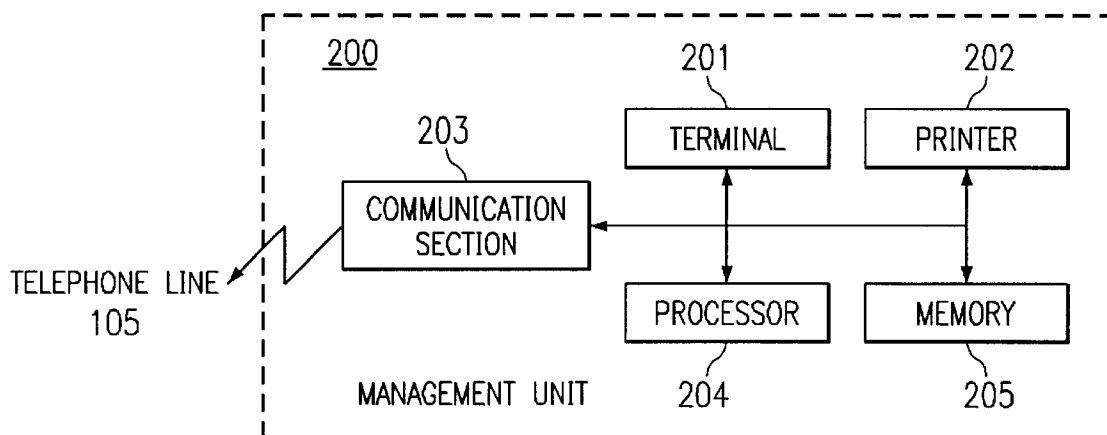 200
201
202
203
TERMINAL
PRINTER
COMMUNICATION
SECTION
TELEPHONE LINE
105
PROCESSOR
MEMORY
MANAGEMENT UNIT
204
205